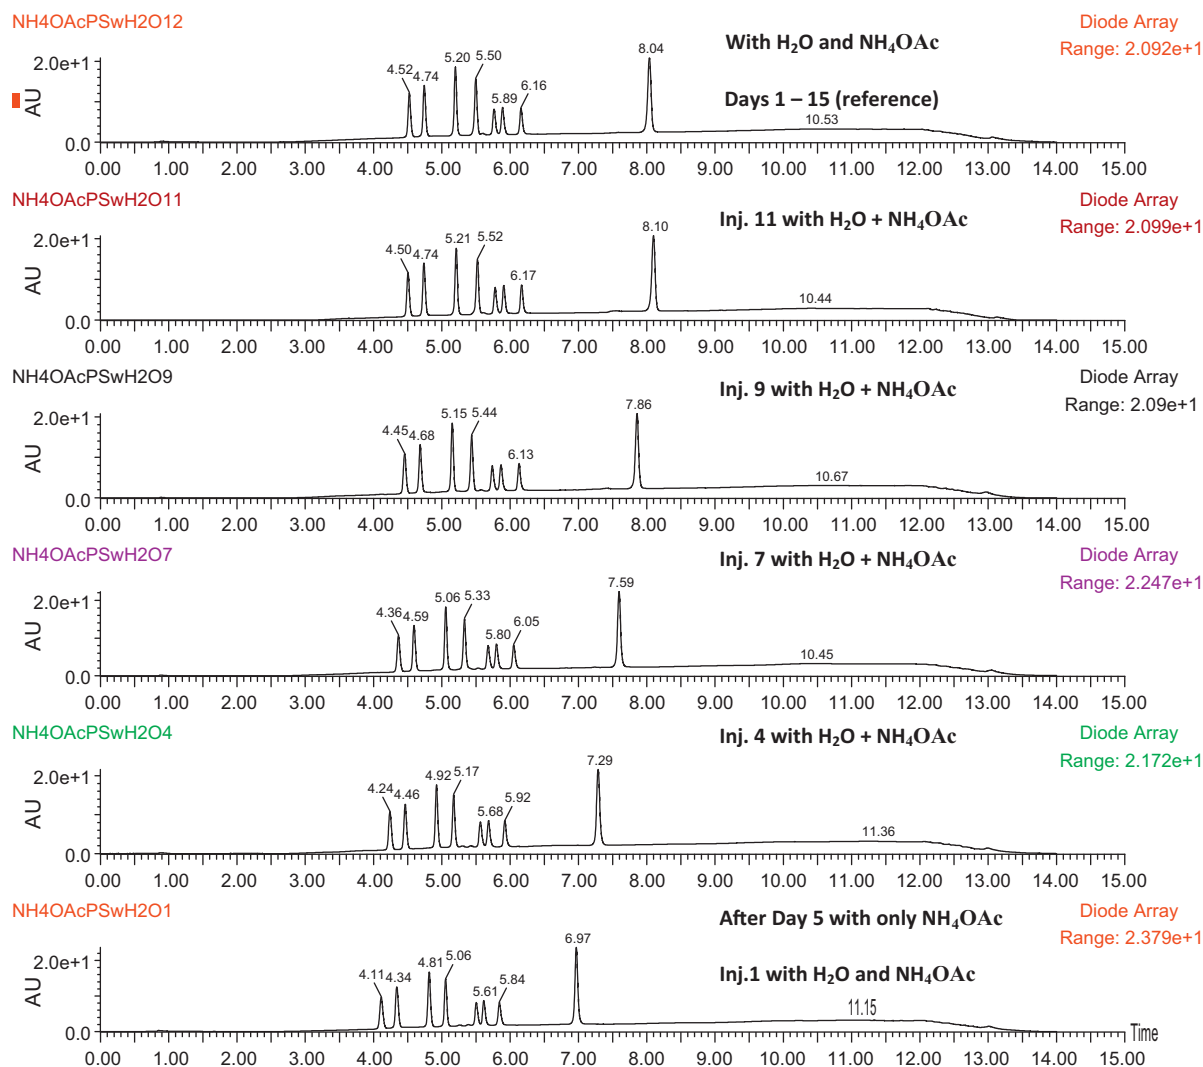 NH4OAcPSwH2O12
Diode Array
Range: 2.092e+1
With H₂O and NH₄OAc
Days 1 – 15 (reference)
AU
2.0e+1
0.0
4.52 4.74 5.20 5.50 5.89 6.16 8.04 10.53
0.00 1.00 2.00 3.00 4.00 5.00 6.00 7.00 8.00 9.00 10.00 11.00 12.00 13.00 14.00 15.00
NH4OAcPSwH2O11
Diode Array
Range: 2.099e+1
Inj. 11 with H₂O + NH₄OAc
AU
2.0e+1
0.0
4.50 4.74 5.21 5.52 6.17 8.10 10.44
0.00 1.00 2.00 3.00 4.00 5.00 6.00 7.00 8.00 9.00 10.00 11.00 12.00 13.00 14.00 15.00
NH4OAcPSwH2O9
Diode Array
Range: 2.09e+1
Inj. 9 with H₂O + NH₄OAc
AU
2.0e+1
0.0
4.45 4.68 5.15 5.44 6.13 7.86 10.67
0.00 1.00 2.00 3.00 4.00 5.00 6.00 7.00 8.00 9.00 10.00 11.00 12.00 13.00 14.00 15.00
NH4OAcPSwH2O7
Diode Array
Range: 2.247e+1
Inj. 7 with H₂O + NH₄OAc
AU
2.0e+1
0.0
4.36 4.59 5.06 5.33 5.80 6.05 7.59 10.45
0.00 1.00 2.00 3.00 4.00 5.00 6.00 7.00 8.00 9.00 10.00 11.00 12.00 13.00 14.00 15.00
NH4OAcPSwH2O4
Diode Array
Range: 2.172e+1
Inj. 4 with H₂O + NH₄OAc
AU
2.0e+1
0.0
4.24 4.46 4.92 5.17 5.68 5.92 7.29 11.36
0.00 1.00 2.00 3.00 4.00 5.00 6.00 7.00 8.00 9.00 10.00 11.00 12.00 13.00 14.00 15.00
NH4OAcPSwH2O1
Diode Array
Range: 2.379e+1
After Day 5 with only NH₄OAc
Inj.1 with H₂O and NH₄OAc
AU
2.0e+1
0.0
4.11 4.34 4.81 5.06 5.61 5.84 6.97 11.15
Time
0.00 1.00 2.00 3.00 4.00 5.00 6.00 7.00 8.00 9.00 10.00 11.00 12.00 13.00 14.00 15.00